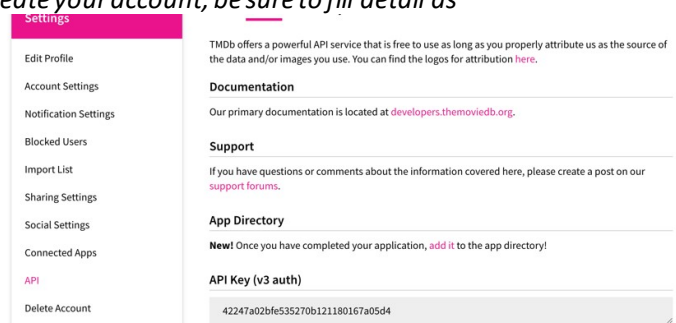 eate your account, be sure to fill detail as
Settings
TMDb offers a powerful API service that is free to use as long as you properly attribute us as the source of
Edit Profile
the data and/or images you use. You can find the logos for attribution here.
Account Settings
Documentation
Notification Settings
Our primary documentation is located at developers.themoviedb.org.
Blocked Users
Support
Import List
If you have questions or comments about the information covered here, please create a post on our
Sharing Settings
support forums.
Social Settings
App Directory
Connected Apps
New! Once you have completed your application, add it to the app directory!
API
API Key (v3 auth)
Delete Account
42247a02bfe535270b121180167a05d4